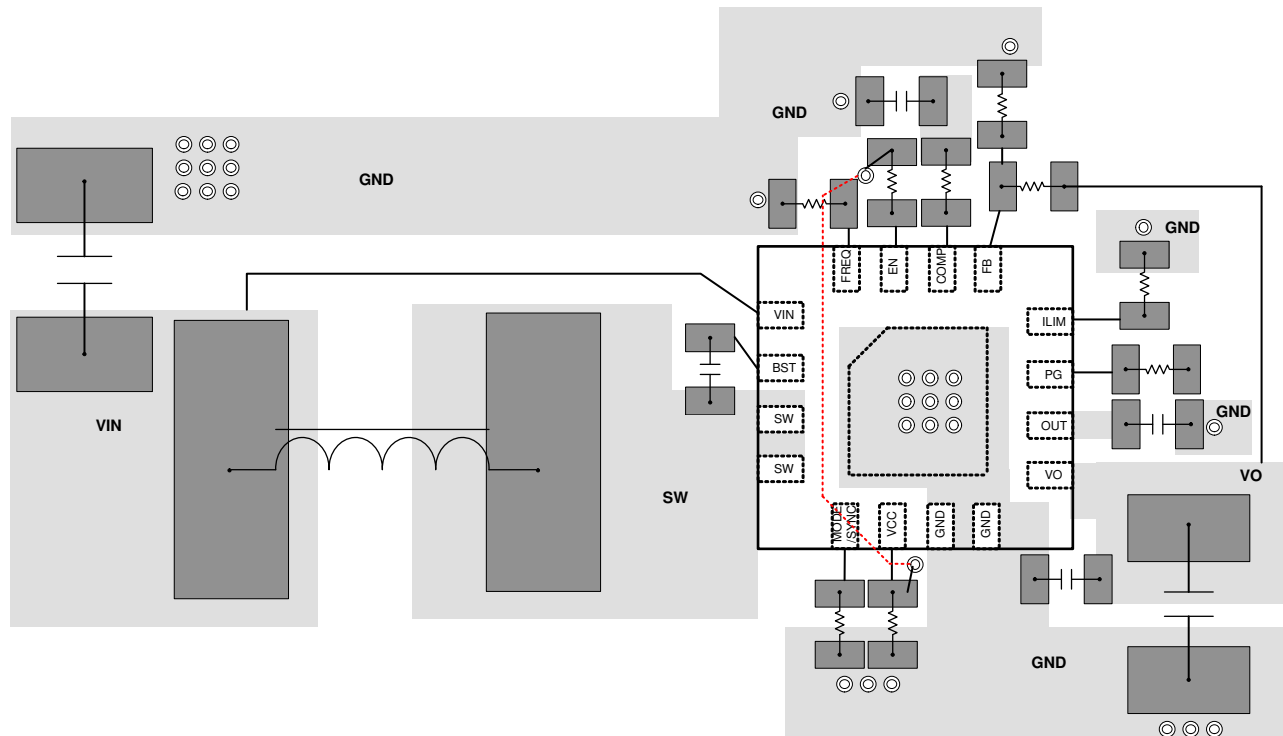 GND
GND
FREQ
EN
COMP
FB
GND
VIN
ILIM
BST
PG
SW
OUT
GND
VIN
SW
SW
VO
VO
MODE
/SYNC
VCC
GND
GND
GND